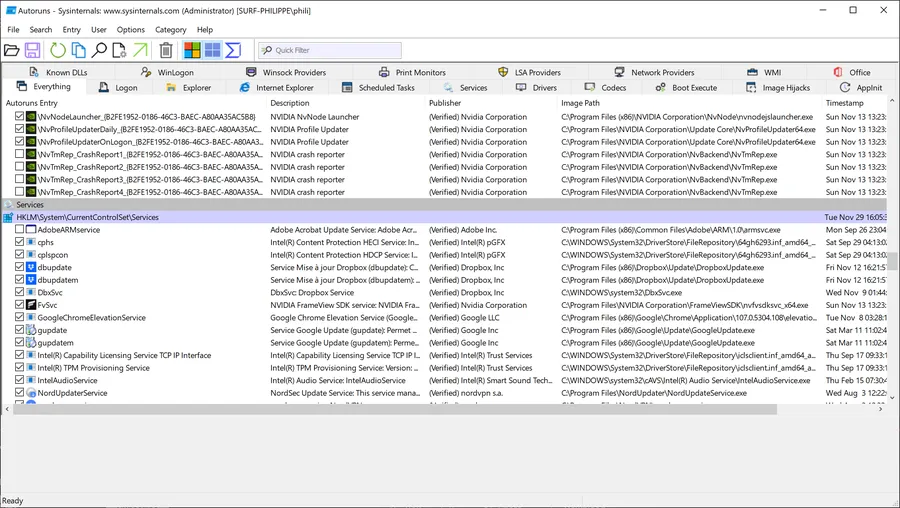 Autoruns - Sysinternals: www.sysinternals.com (Administrator) [SURF-PHILIPPE\phili]
File Search Entry User Options Category Help
Quick Filter
Known DLLs WinLogon Winsock Providers Print Monitors LSA Providers Network Providers WMI Office
Everything Logon Explorer Internet Explorer Scheduled Tasks Services Drivers Codecs Boot Execute Image Hijacks AppInit
Autoruns Entry Description Publisher Image Path Timestamp
\NvNodeLauncher_{B2FE1952-0186-46C3-BAEC-A80AA35AC5B8} NVIDIA NvNode Launcher (Verified) Nvidia Corporation C:\Program Files (x86)\NVIDIA Corporation\NvNode\nvnodejslauncher.exe Sun Nov 13 13:23:
\NvProfileUpdaterDaily_{B2FE1952-0186-46C3-BAEC-A80AA35AC... NVIDIA Profile Updater (Verified) Nvidia Corporation C:\Program Files\NVIDIA Corporation\Update Core\NvProfileUpdater64.exe Sun Nov 13 13:23:
\NvProfileUpdaterOnLogon_{B2FE1952-0186-46C3-BAEC-A80AA3... NVIDIA Profile Updater (Verified) Nvidia Corporation C:\Program Files\NVIDIA Corporation\Update Core\NvProfileUpdater64.exe Sun Nov 13 13:23:
\NvTmRep_CrashReport1_{B2FE1952-0186-46C3-BAEC-A80AA35... NVIDIA crash reporter (Verified) Nvidia Corporation C:\Program Files\NVIDIA Corporation\NvBackend\NvTmRep.exe Sun Nov 13 13:23:
\NvTmRep_CrashReport2_{B2FE1952-0186-46C3-BAEC-A80AA35... NVIDIA crash reporter (Verified) Nvidia Corporation C:\Program Files\NVIDIA Corporation\NvBackend\NvTmRep.exe Sun Nov 13 13:23:
\NvTmRep_CrashReport3_{B2FE1952-0186-46C3-BAEC-A80AA35... NVIDIA crash reporter (Verified) Nvidia Corporation C:\Program Files\NVIDIA Corporation\NvBackend\NvTmRep.exe Sun Nov 13 13:23:
\NvTmRep_CrashReport4_{B2FE1952-0186-46C3-BAEC-A80AA35... NVIDIA crash reporter (Verified) Nvidia Corporation C:\Program Files\NVIDIA Corporation\NvBackend\NvTmRep.exe Sun Nov 13 13:23:
Services
HKLM\System\CurrentControlSet\Services Tue Nov 29 16:05:3
AdobeARMservice Adobe Acrobat Update Service: Adobe Acr... (Verified) Adobe Inc. C:\Program Files (x86)\Common Files\Adobe\ARM\1.0\armsvc.exe Mon Sep 26 23:04
cphs Intel(R) Content Protection HECI Service: In... (Verified) Intel(R) pGFX C:\WINDOWS\System32\DriverStore\FileRepository\64gh6293.inf_amd64_... Sat Sep 29 04:13:0
cplspcon Intel(R) Content Protection HDCP Service: I... (Verified) Intel(R) pGFX C:\WINDOWS\System32\DriverStore\FileRepository\64gh6293.inf_amd64_... Sat Sep 29 04:13:0
dbupdate Service Mise à jour Dropbox (dbupdate): C... (Verified) Dropbox, Inc C:\Program Files (x86)\Dropbox\Update\DropboxUpdate.exe Fri Nov 12 16:21:
dbupdatem Service Mise à jour Dropbox (dbupdatem): ... (Verified) Dropbox, Inc C:\Program Files (x86)\Dropbox\Update\DropboxUpdate.exe Fri Nov 12 16:21:
DbxSvc DbxSvc: Dropbox Service (Verified) Dropbox, Inc C:\WINDOWS\system32\DbxSvc.exe Wed Nov 9 01:44:
FvSvc NVIDIA FrameView SDK service: NVIDIA Fra... (Verified) Nvidia Corporation C:\Program Files\NVIDIA Corporation\FrameViewSDK\nvfvsdksvc_x64.exe Sun Nov 13 13:23:
GoogleChromeElevationService Google Chrome Elevation Service (Google... (Verified) Google LLC C:\Program Files (x86)\Google\Chrome\Application\107.0.5304.108\elevatio... Tue Nov 8 03:28:1
gupdate Service Google Update (gupdate): Permet ... (Verified) Google Inc C:\Program Files (x86)\Google\Update\GoogleUpdate.exe Sat Mar 11 11:02:4
gupdatem Service Google Update (gupdatem): Perme... (Verified) Google Inc C:\Program Files (x86)\Google\Update\GoogleUpdate.exe Sat Mar 11 11:02:4
Intel(R) Capability Licensing Service TCP IP Interface Intel(R) Capability Licensing Service TCP I... (Verified) Intel(R) Trust Services C:\WINDOWS\System32\DriverStore\FileRepository\iclsclient.inf_amd64_a... Thu Sep 17 09:33:1
Intel(R) TPM Provisioning Service Intel(R) TPM Provisioning Service: Version: ... (Verified) Intel(R) Trust Services C:\WINDOWS\System32\DriverStore\FileRepository\iclsclient.inf_amd64_a... Thu Sep 17 09:33:1
IntelAudioService Intel(R) Audio Service: IntelAudioService (Verified) Intel(R) Smart Sound Tech... C:\WINDOWS\system32\cAVS\Intel(R) Audio Service\IntelAudioService.exe Thu Feb 15 07:30:4
NordUpdaterService NordSec Update Service: This service mana... (Verified) nordvpn s.a. C:\Program Files\NordUpdater\NordUpdateService.exe Wed Aug 3 12:22:
Ready